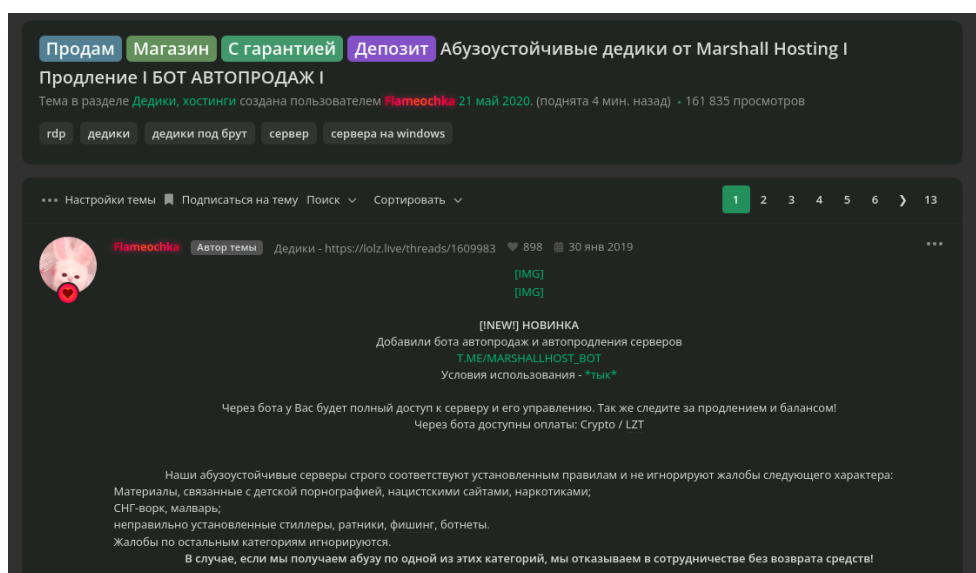 Продам Магазин С гарантией Депозит Абузоустойчивые дедики от Marshall Hosting I
Продление I БОТ АВТОПРОДАЖ I
Тема в разделе Дедики, хостинги создана пользователем Flameochka 21 май 2020. (поднята 4 мин. назад) · 161 835 просмотров
rdp дедики дедики под брут сервер сервера на windows
Настройки темы Подписаться на тему Поиск Сортировать 1 2 3 4 5 6 ❯ 13
Flameochka Автор темы Дедики - https://lolz.live/threads/1609983 898 30 янв 2019
[IMG]
[IMG]
[!NEW!] НОВИНКА
Добавили бота автопродаж и автопродления серверов
T.ME/MARSHALLHOST_BOT
Условия использования - *тык*
Через бота у Вас будет полный доступ к серверу и его управлению. Так же следите за продлением и балансом!
Через бота доступны оплаты: Crypto / LZT
Наши абузоустойчивые серверы строго соответствуют установленным правилам и не игнорируют жалобы следующего характера:
Материалы, связанные с детской порнографией, нацистскими сайтами, наркотиками;
СНГ-ворк, малварь;
неправильно установленные стиллеры, ратники, фишинг, ботнеты.
Жалобы по остальным категориям игнорируются.
В случае, если мы получаем абузу по одной из этих категорий, мы отказываем в сотрудничестве без возврата средств!